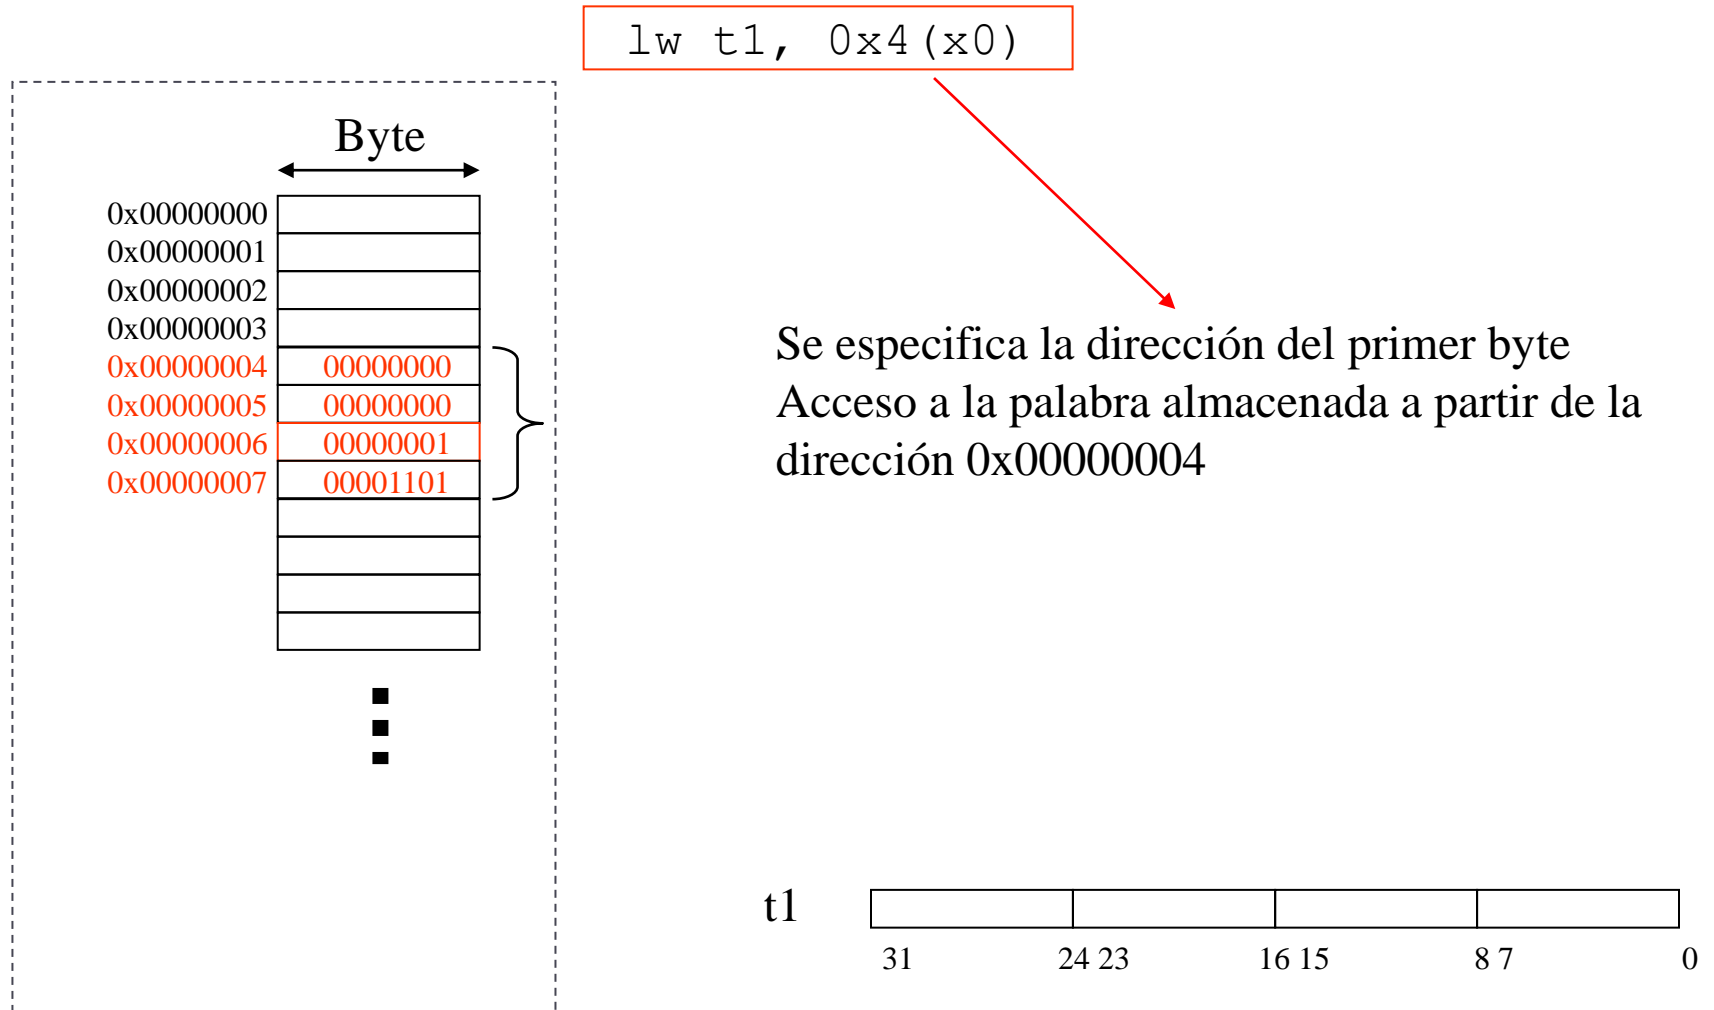 lw t1, 0x4(x0)
Byte
0x00000000
0x00000001
0x00000002
0x00000003
0x00000004 00000000
0x00000005 00000000
0x00000006 00000001
0x00000007 00001101
Se especifica la dirección del primer byte
Acceso a la palabra almacenada a partir de la
dirección 0x00000004
t1
31 24 23 16 15 8 7 0